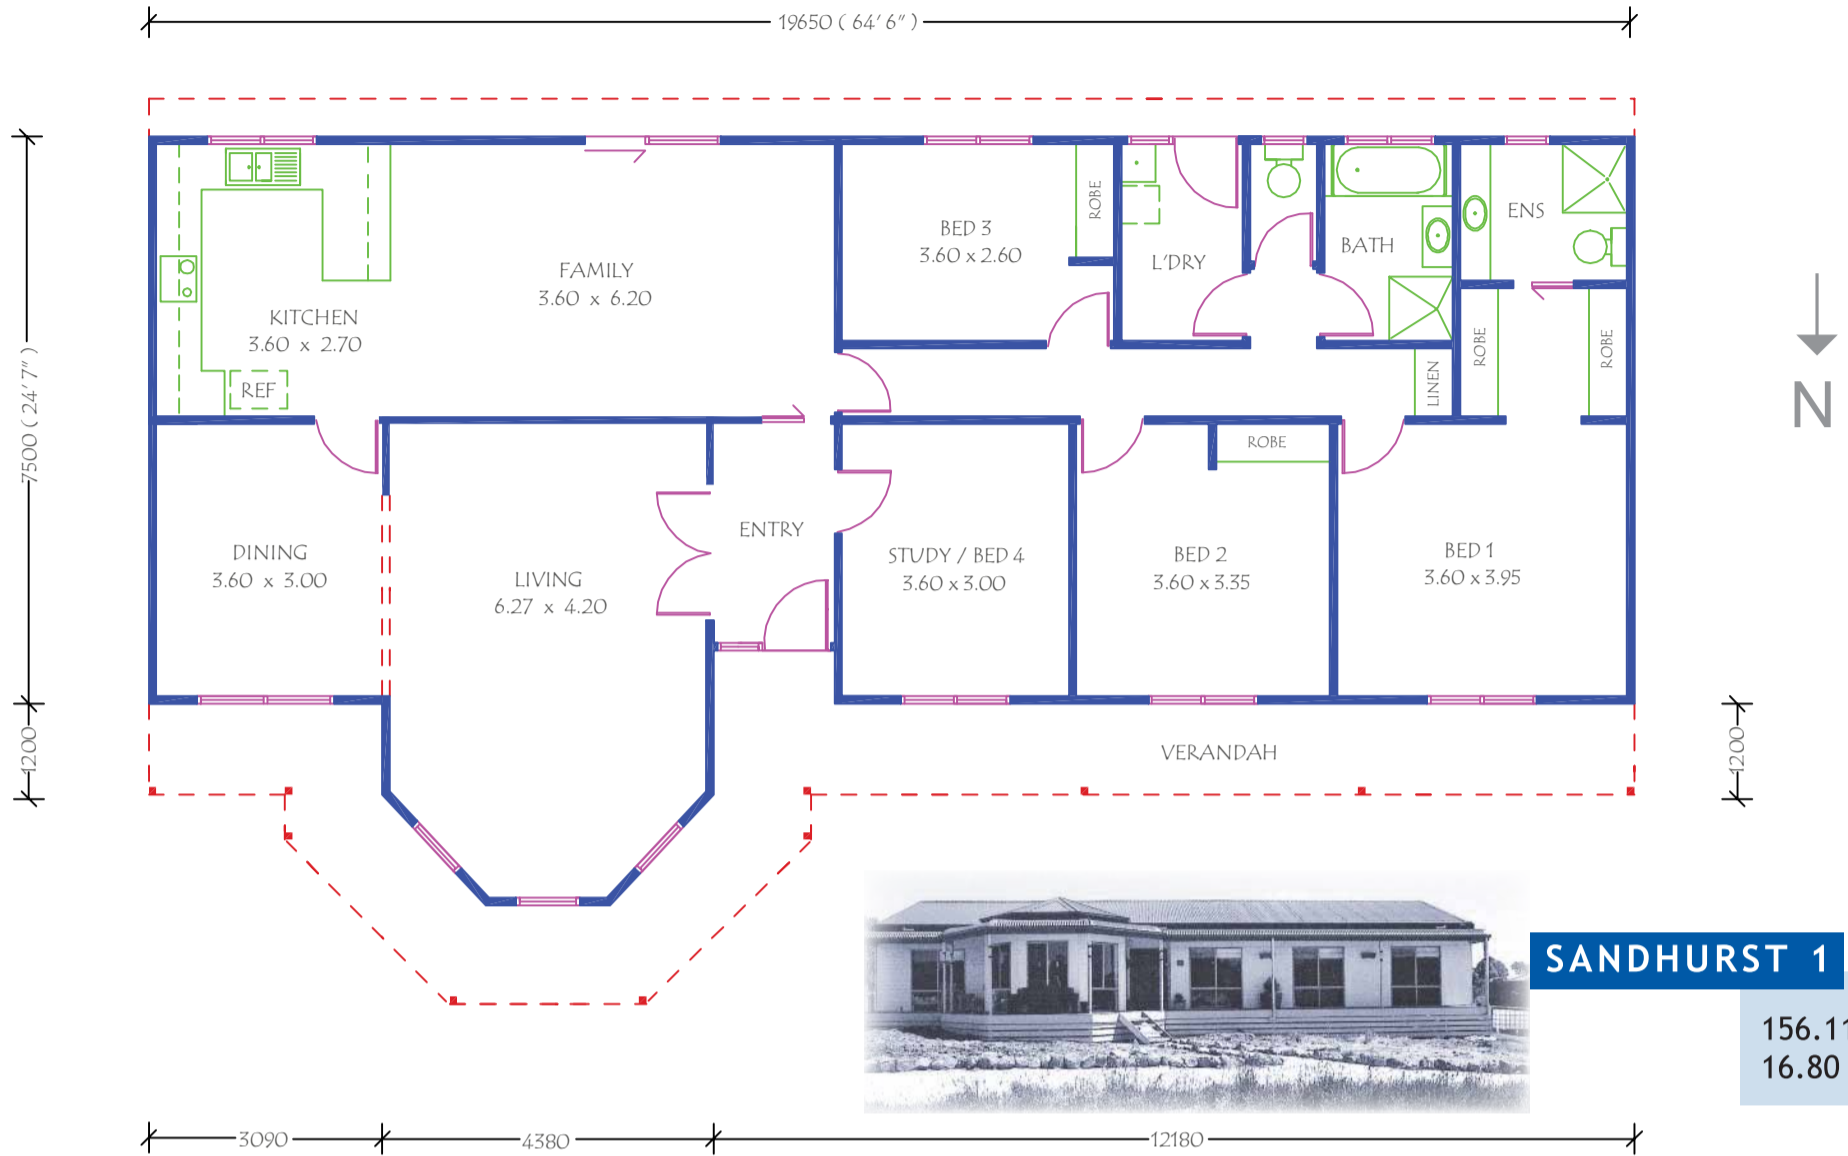 19650 ( 64' 6" )
7500 ( 24' 7" )
1200
1200
KITCHEN
3.60 x 2.70
REF
FAMILY
3.60 x 6.20
BED 3
3.60 x 2.60
ROBE
L'DRY
BATH
ENS
LINEN
ROBE
ROBE
N
DINING
3.60 x 3.00
LIVING
6.27 x 4.20
ENTRY
STUDY / BED 4
3.60 x 3.00
BED 2
3.60 x 3.35
ROBE
BED 1
3.60 x 3.95
VERANDAH
SANDHURST 1
156.11
16.80
3090
4380
12180